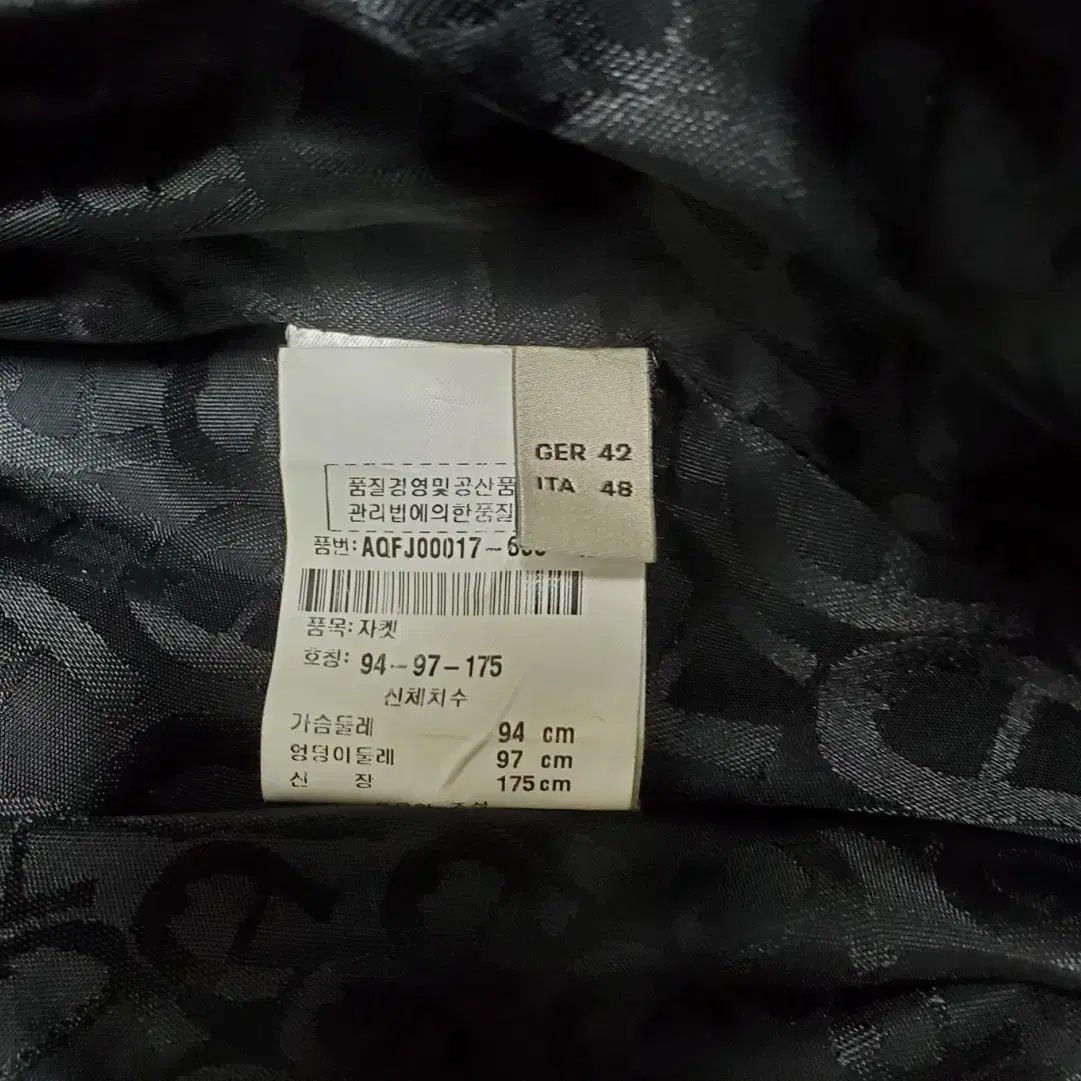 GER 42
ITA 48
품질경영및공산품
관리법에의한품질
품번: AQFJ00017-6
품목: 자켓
호칭: 94-97-175
신체치수
가슴둘레 94 cm
엉덩이둘레 97 cm
신 장 175cm